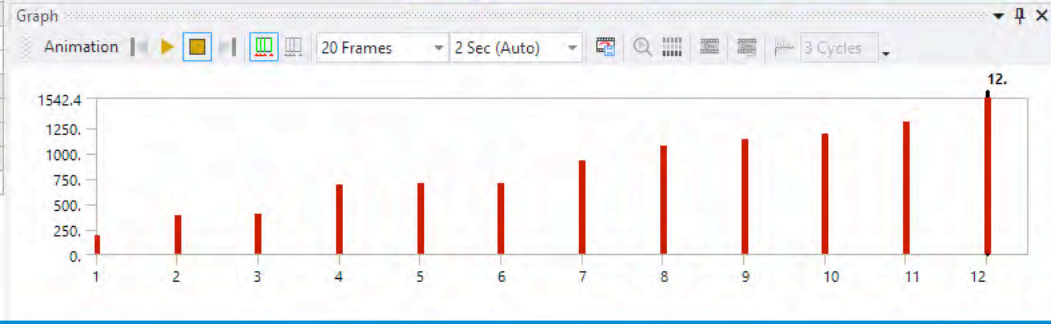 Graph
Animation 20 Frames 2 Sec (Auto) 3 Cycles
12.
1542.4
1250.
1000.
750.
500.
250.
0.
1 2 3 4 5 6 7 8 9 10 11 12